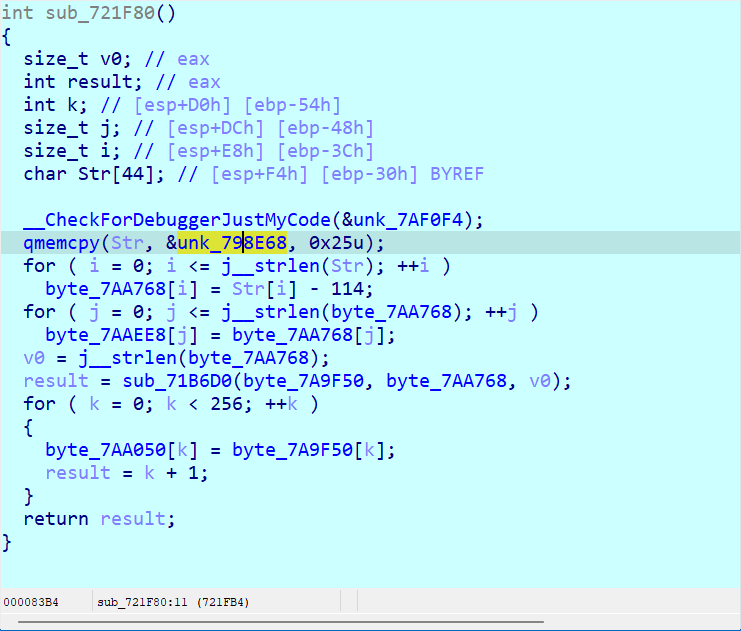 int sub_721F80()
{
  size_t v0; // eax
  int result; // eax
  int k; // [esp+D0h] [ebp-54h]
  size_t j; // [esp+DCh] [ebp-48h]
  size_t i; // [esp+E8h] [ebp-3Ch]
  char Str[44]; // [esp+F4h] [ebp-30h] BYREF

  __CheckForDebuggerJustMyCode(&unk_7AF0F4);
  qmemcpy(Str, &unk_798E68, 0x25u);
  for ( i = 0; i <= j__strlen(Str); ++i )
    byte_7AA768[i] = Str[i] - 114;
  for ( j = 0; j <= j__strlen(byte_7AA768); ++j )
    byte_7AAEE8[j] = byte_7AA768[j];
  v0 = j__strlen(byte_7AA768);
  result = sub_71B6D0(byte_7A9F50, byte_7AA768, v0);
  for ( k = 0; k < 256; ++k )
  {
    byte_7AA050[k] = byte_7A9F50[k];
    result = k + 1;
  }
  return result;
}
000083B4 sub_721F80:11 (721FB4)